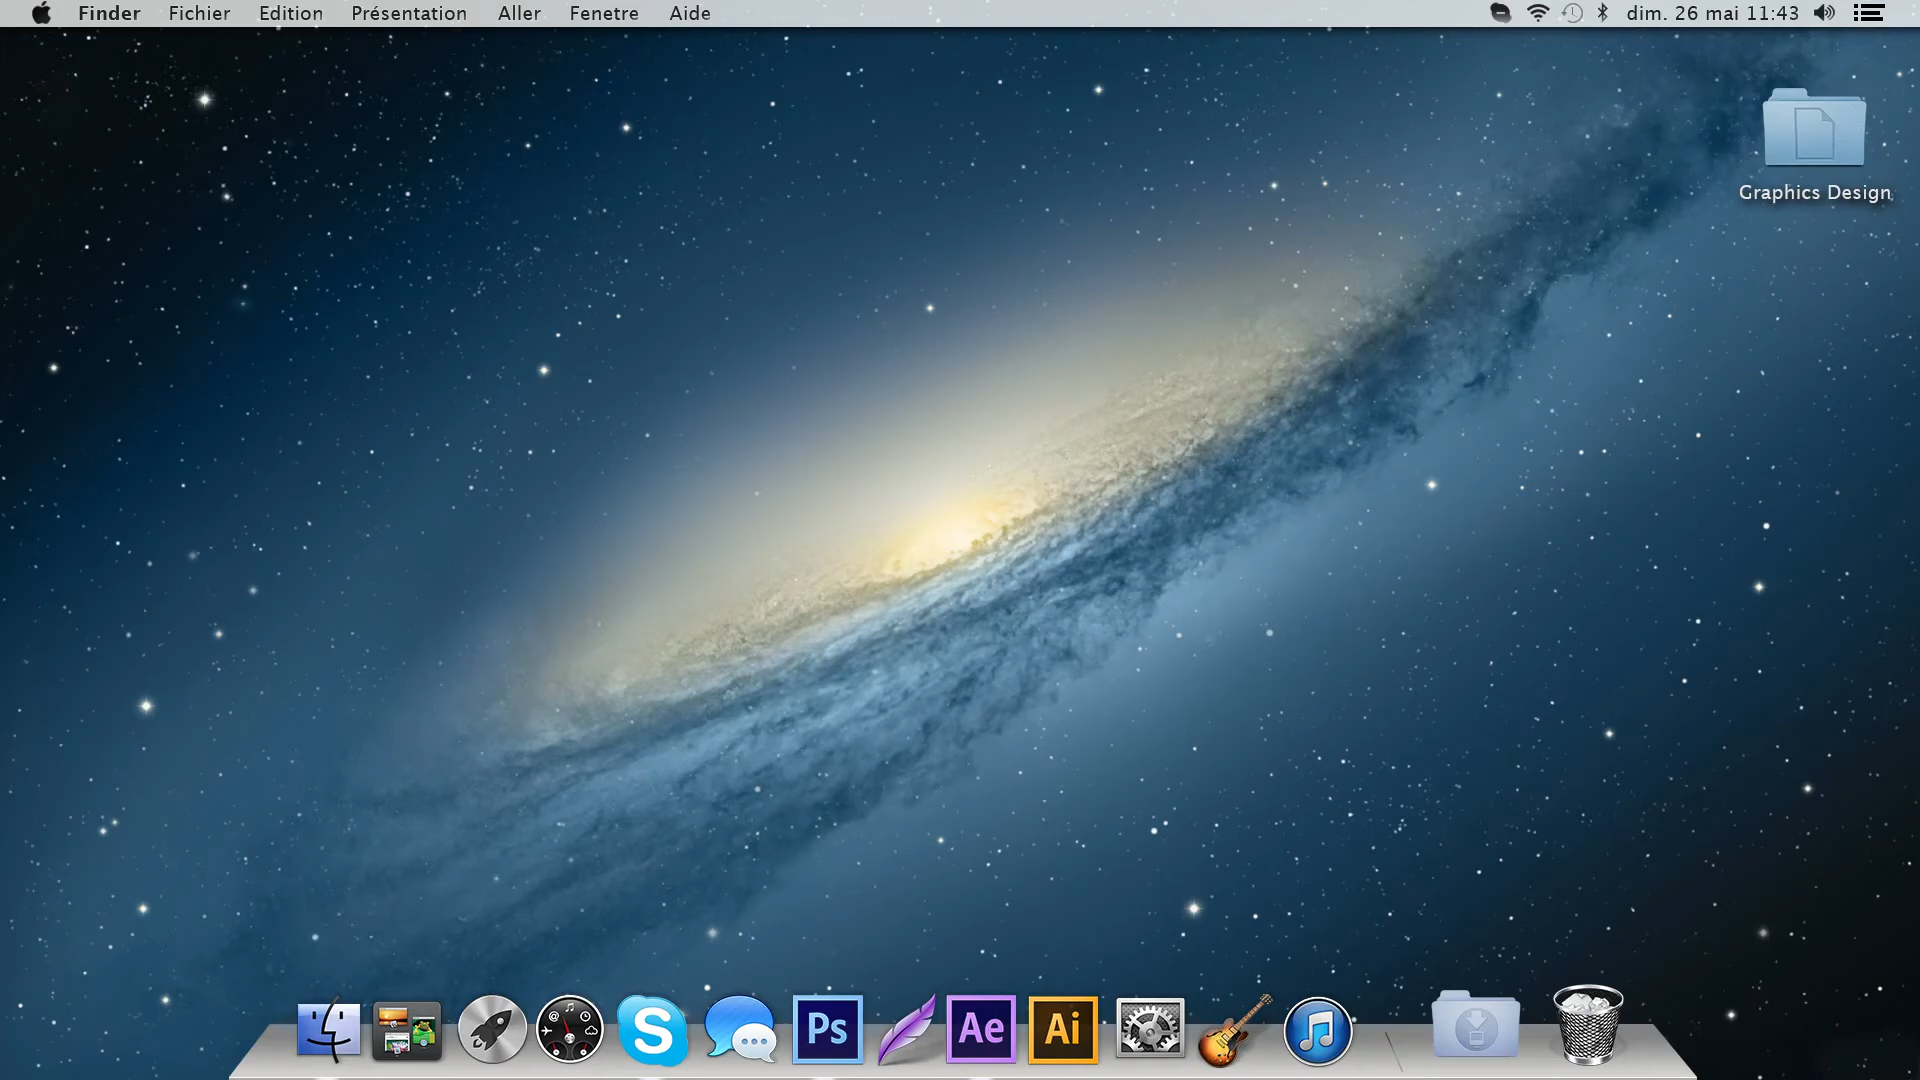 Finder Fichier Edition Présentation Aller Fenetre Aide dim. 26 mai 11:43
Graphics Design
S Ps Ae Ai